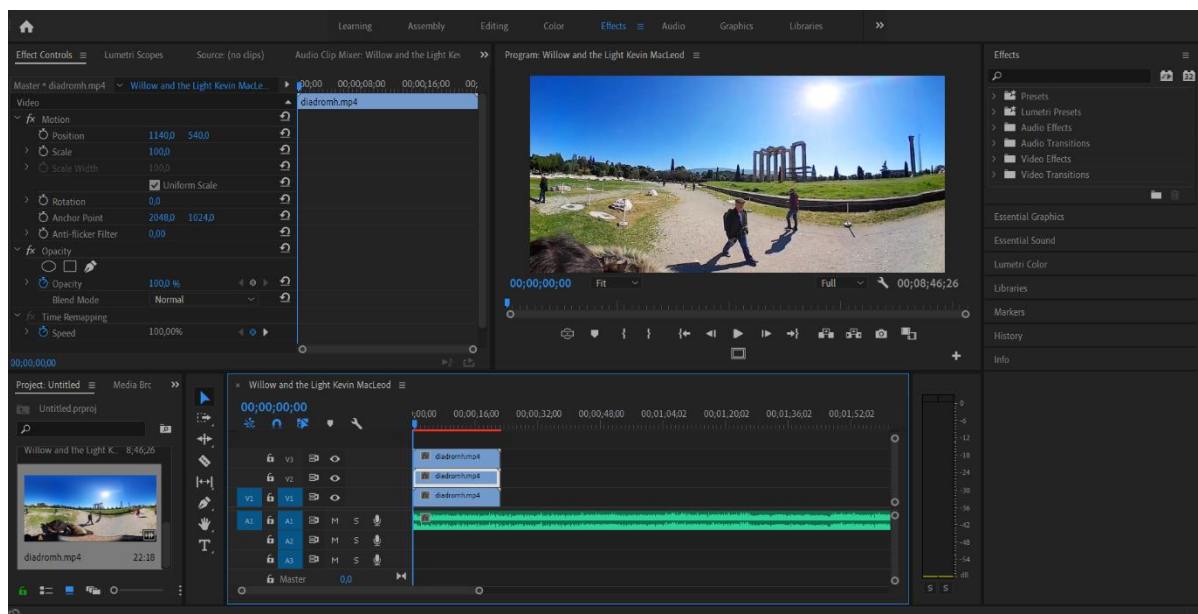 Learning Assembly Editing Color Effects Audio Graphics Libraries
Effect Controls Lumetri Scopes Source: (no clips) Audio Clip Mixer: Willow and the Light Kev
Master * diadromh.mp4 Willow and the Light Kevin MacLe...
00;00 00;00;08;00 00;00;16;00 00;
Video
diadromh.mp4
fx Motion
Position 1140,0 540,0
Scale 100,0
Scale Width 100,0
Uniform Scale
Rotation 0,0
Anchor Point 2048,0 1024,0
Anti-flicker Filter 0,00
fx Opacity
Opacity 100,0 %
Blend Mode Normal
fx Time Remapping
Speed 100,00%
00;00;00;00
Program: Willow and the Light Kevin MacLeod
00;00;00;00 Fit Full 00;08;46;26
Effects
Presets
Lumetri Presets
Audio Effects
Audio Transitions
Video Effects
Video Transitions
Essential Graphics
Essential Sound
Lumetri Color
Libraries
Markers
History
Info
Project: Untitled Media Brc
Untitled.prproj
Willow and the Light K... 8;46;26
diadromh.mp4 22:18
Willow and the Light Kevin MacLeod
00;00;00;00
;00;00 00;00;16;00 00;00;32;00 00;00;48;00 00;01;04;02 00;01;20;02 00;01;36;02 00;01;52;02
V3 diadromh.mp4
V2 diadromh.mp4
V1 V1 diadromh.mp4
A1 A1 M S
A2 M S
A3 M S
Master 0,0
0
-6
-12
-18
-24
-30
-36
-42
-48
-54
dB
S S